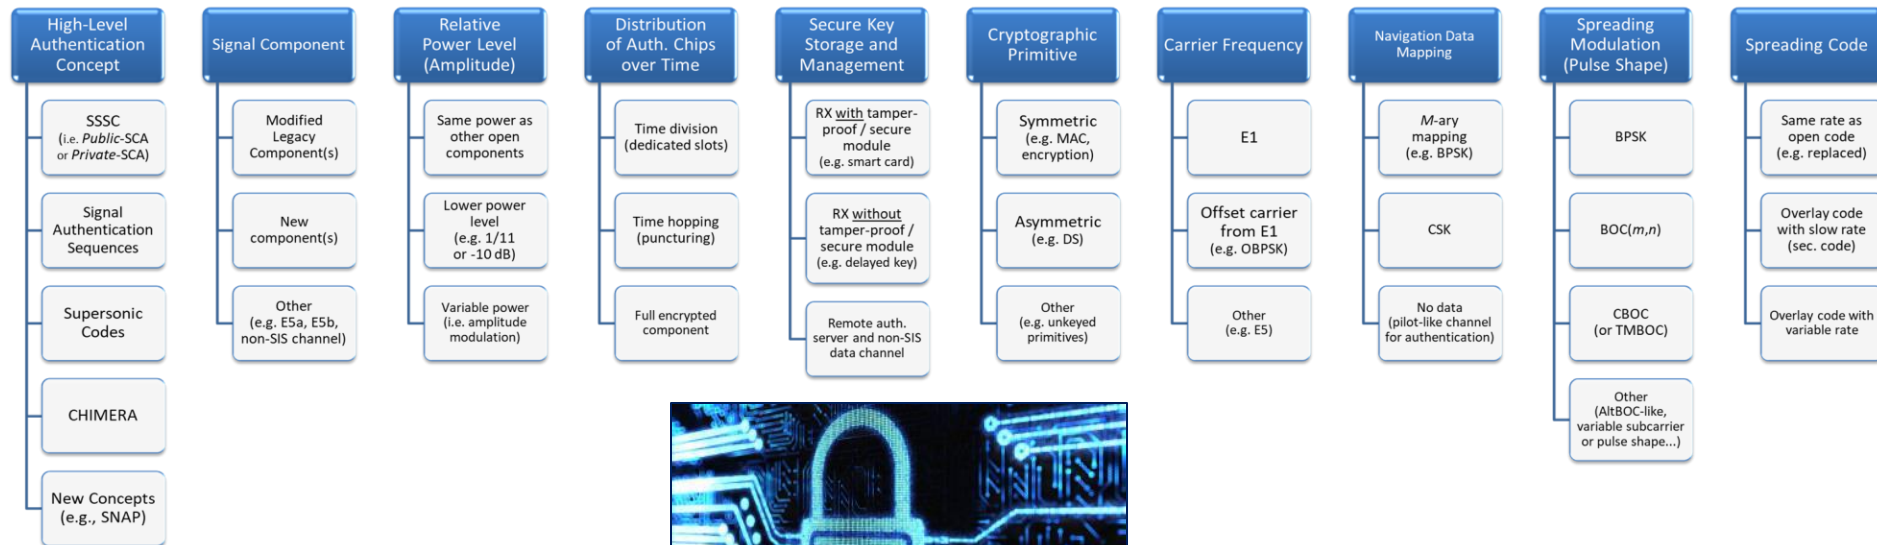 High-Level
Authentication
Concept
SSSC
(i.e. Public-SCA
or Private-SCA)
Signal
Authentication
Sequences
Supersonic
Codes
CHIMERA
New Concepts
(e.g., SNAP)
Signal Component
Modified
Legacy
Component(s)
New
component(s)
Other
(e.g. E5a, E5b,
non-SIS channel)
Relative
Power Level
(Amplitude)
Same power as
other open
components
Lower power
level
(e.g. 1/11
or -10 dB)
Variable power
(i.e. amplitude
modulation)
Distribution
of Auth. Chips
over Time
Time division
(dedicated slots)
Time hopping
(puncturing)
Full encrypted
component
Secure Key
Storage and
Management
RX with tamper-
proof / secure
module
(e.g. smart card)
RX without
tamper-proof /
secure module
(e.g. delayed key)
Remote auth.
server and non-SIS
data channel
Cryptographic
Primitive
Symmetric
(e.g. MAC,
encryption)
Asymmetric
(e.g. DS)
Other
(e.g. unkeyed
primitives)
Carrier Frequency
E1
Offset carrier
from E1
(e.g. OBPSK)
Other
(e.g. E5)
Navigation Data
Mapping
M-ary
mapping
(e.g. BPSK)
CSK
No data
(pilot-like channel
for authentication)
Spreading
Modulation
(Pulse Shape)
BPSK
BOC(m,n)
CBOC
(or TMBOC)
Other
(AltBOC-like,
variable subcarrier
or pulse shape...)
Spreading Code
Same rate as
open code
(e.g. replaced)
Overlay code
with slow rate
(sec. code)
Overlay code with
variable rate